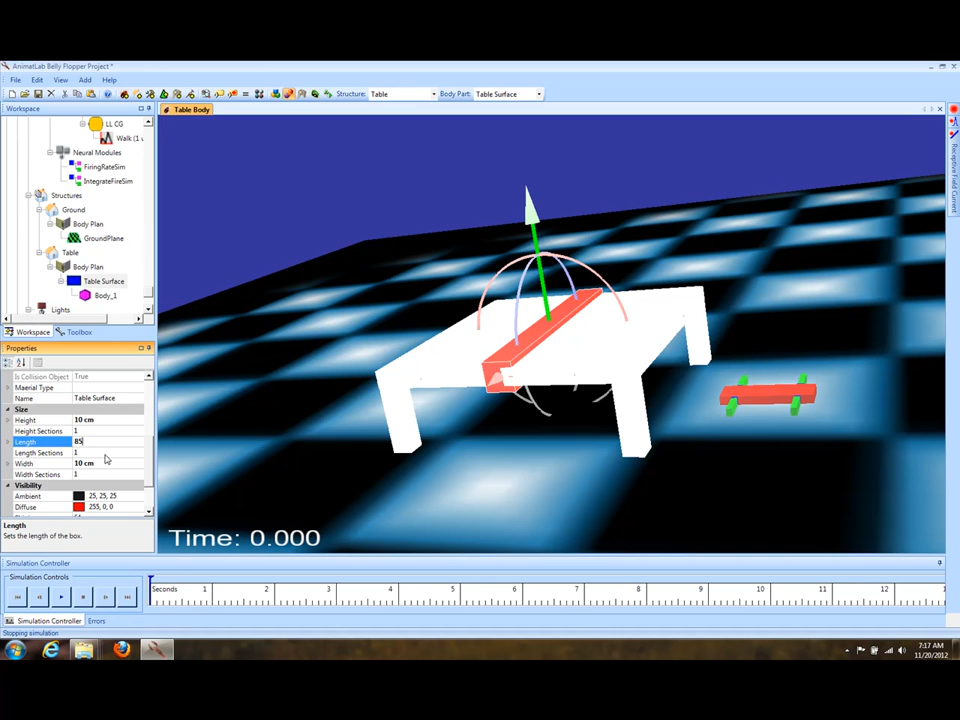 AnimatLab Belly Flopper Project *
File Edit View Add Help
Structure: Table Body Part: Table Surface
Workspace
Table Body
LL CG
Walk (1
Neural Modules
FiringRateSim
IntegrateFireSim
Structures
Ground
Body Plan
GroundPlane
Table
Body Plan
Table Surface
Body_1
Lights
Workspace Toolbox
Properties
Is Collision Object True
Maerial Type
Name Table Surface
Size
Height 10 cm
Height Sections 1
Length 85
Length Sections 1
Width 10 cm
Width Sections 1
Visibility
Ambient 25, 25, 25
Diffuse 255, 0, 0
Length
Sets the length of the box.
Time: 0.000
Receptive Field Current
Simulation Controller
Simulation Controls
Seconds 1 2 3 4 5 6 7 8 9 10 11 12 1
Simulation Controller Errors
Stopping simulation
7:17 AM
11/20/2012